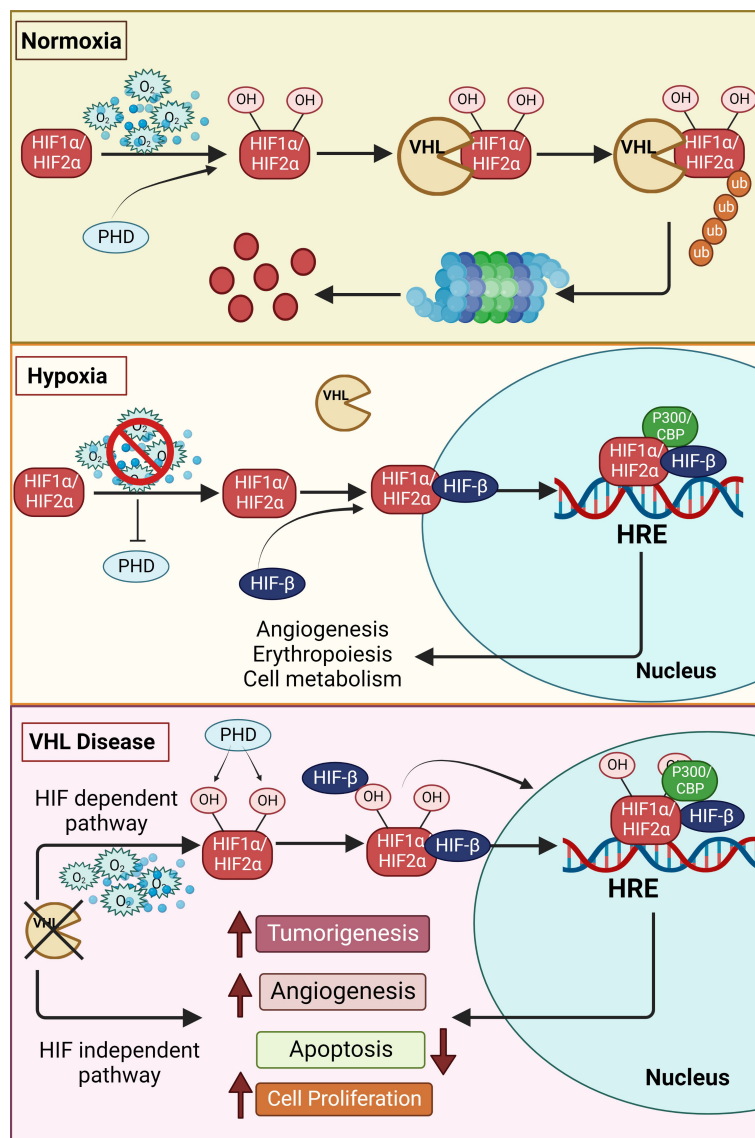 Normoxia
O₂
O₂
O₂
O₂
HIF1α/
HIF2α
PHD
OH
OH
HIF1α/
HIF2α
VHL
OH
OH
HIF1α/
HIF2α
VHL
OH
OH
HIF1α/
HIF2α
ub
ub
ub
ub
Hypoxia
O₂
O₂
HIF1α/
HIF2α
PHD
HIF1α/
HIF2α
VHL
HIF-β
HIF1α/
HIF2α
HIF-β
P300/
CBP
HIF1α/
HIF2α
HIF-β
HRE
Angiogenesis
Erythropoiesis
Cell metabolism
Nucleus
VHL Disease
HIF dependent
pathway
VHL
O₂
O₂
O₂
PHD
OH
OH
HIF1α/
HIF2α
HIF-β
OH
OH
HIF1α/
HIF2α
HIF-β
OH
P300/
CBP
HIF1α/
HIF2α
HIF-β
HRE
Tumorigenesis
Angiogenesis
Apoptosis
Cell Proliferation
HIF independent
pathway
Nucleus